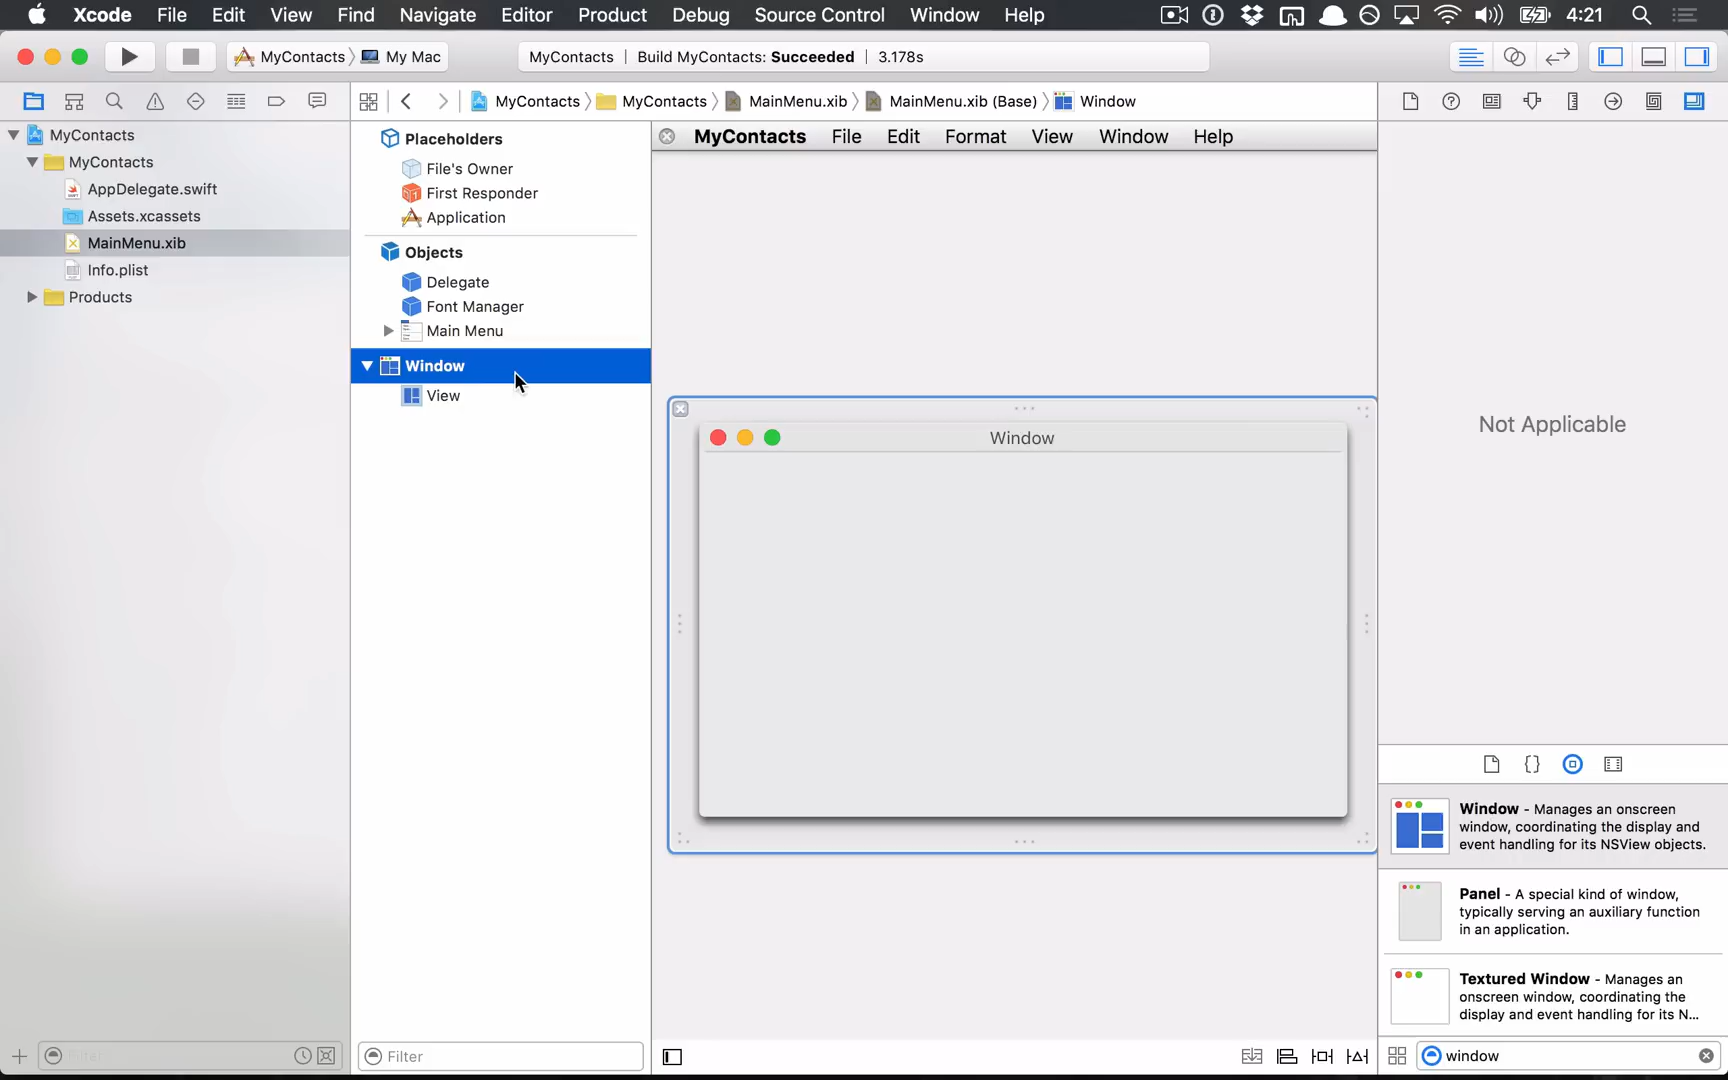 Xcode File Edit View Find Navigate Editor Product Debug Source Control Window Help 4:21
MyContacts My Mac MyContacts | Build MyContacts: Succeeded | 3.178s
MyContacts MyContacts MainMenu.xib MainMenu.xib (Base) Window
MyContacts
MyContacts
AppDelegate.swift
Assets.xcassets
MainMenu.xib
Info.plist
Products
Filter
Placeholders
File's Owner
First Responder
Application
Objects
Delegate
Font Manager
Main Menu
Window
View
Filter
MyContacts File Edit Format View Window Help
Window
Not Applicable
Window - Manages an onscreen
window, coordinating the display and
event handling for its NSView objects.
Panel - A special kind of window,
typically serving an auxiliary function
in an application.
Textured Window - Manages an
onscreen window, coordinating the
display and event handling for its N...
window